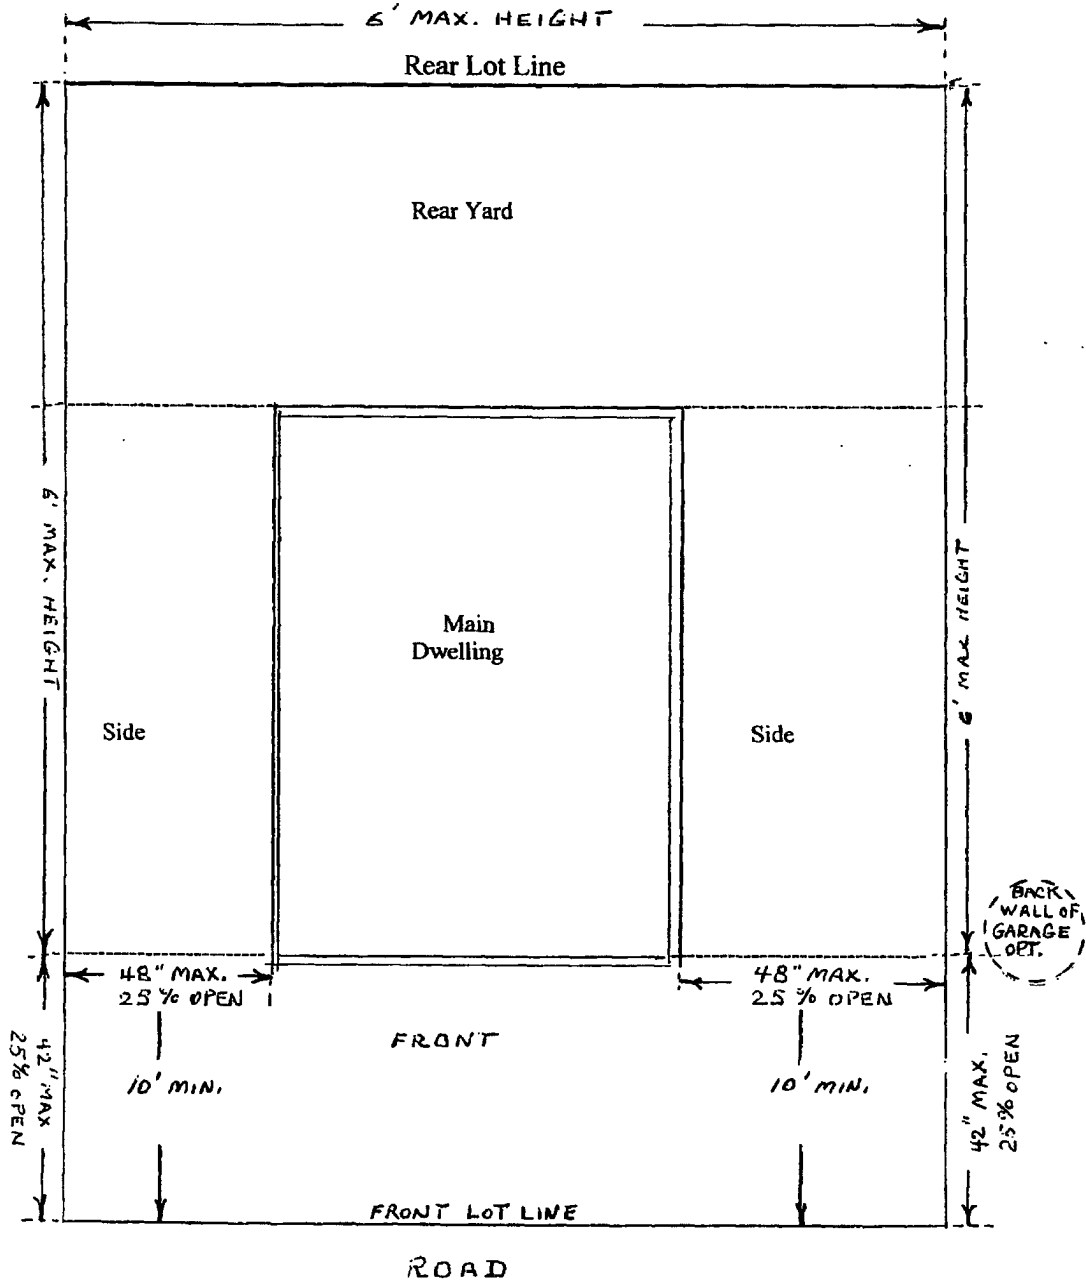 6' MAX. HEIGHT
Rear Lot Line
Rear Yard
6' MAX. HEIGHT
6' MAX HEIGHT
Main
Dwelling
Side
Side
BACK
WALL OF
GARAGE
OPT.
48" MAX.
25% OPEN
48" MAX.
25% OPEN
FRONT
42" MAX
25% OPEN
10' MIN.
10' MIN.
42" MAX.
25% OPEN
FRONT LOT LINE
ROAD